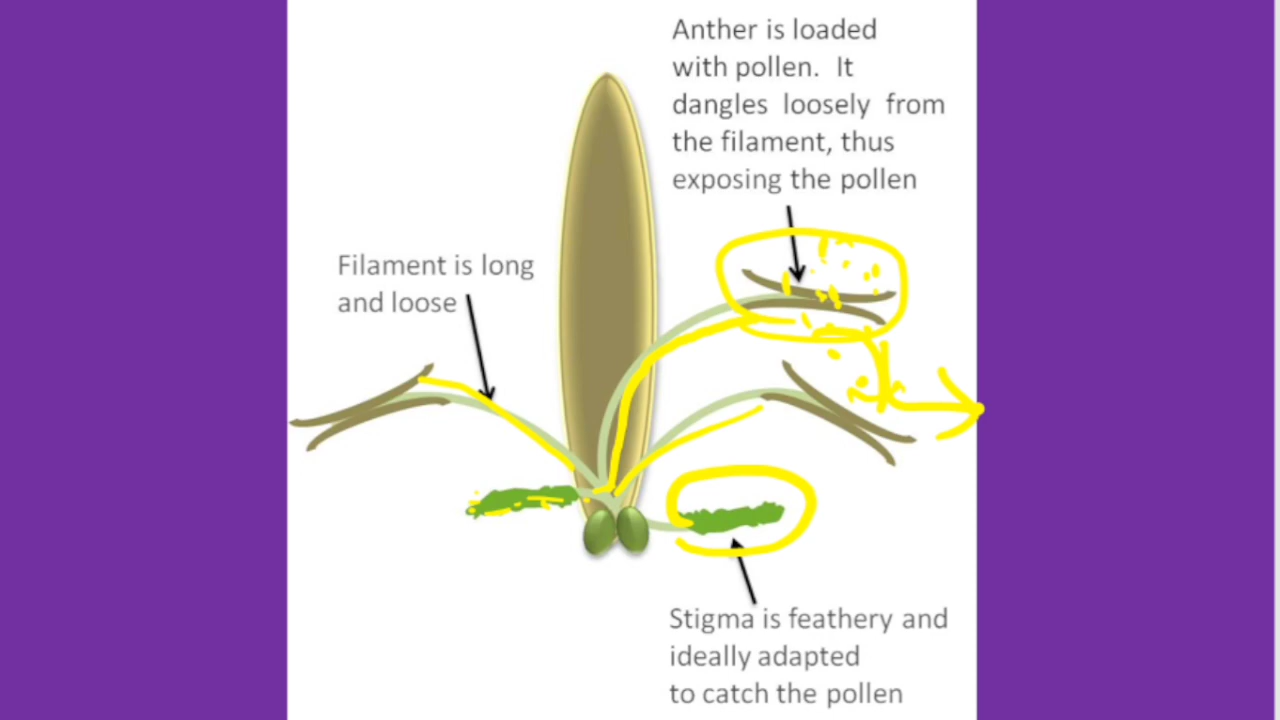 Anther is loaded
with pollen. It
dangles loosely from
the filament, thus
exposing the pollen
Filament is long
and loose
Stigma is feathery and
ideally adapted
to catch the pollen